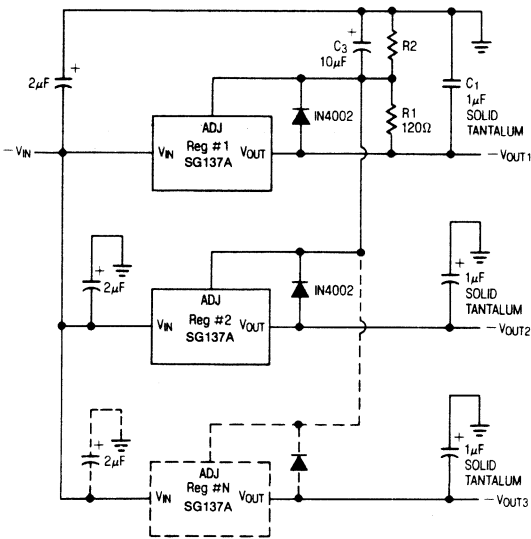 +
C3
10μF
R2
2μF
+
C1
1μF
SOLID
TANTALUM
R1
120Ω
IN4002
ADJ
−VIN
VIN
Reg #1
SG137A
VOUT
−VOUT1
+
2μF
ADJ
VIN
Reg #2
SG137A
VOUT
IN4002
+
1μF
SOLID
TANTALUM
−VOUT2
+
2μF
ADJ
VIN
Reg #N
SG137A
VOUT
+
1μF
SOLID
TANTALUM
−VOUT3